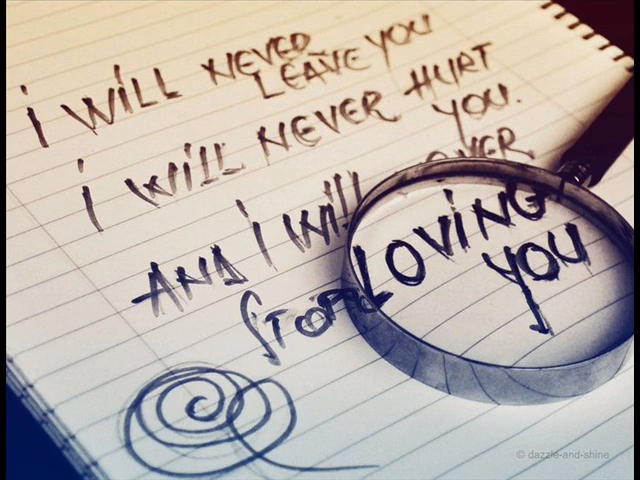 i WiLL NEVER
LEAVE YOU
i WiLL NEVER HURT
YOU.
AND i WiLL
STOP LOViNG
YOU
© dazzle-and-shine